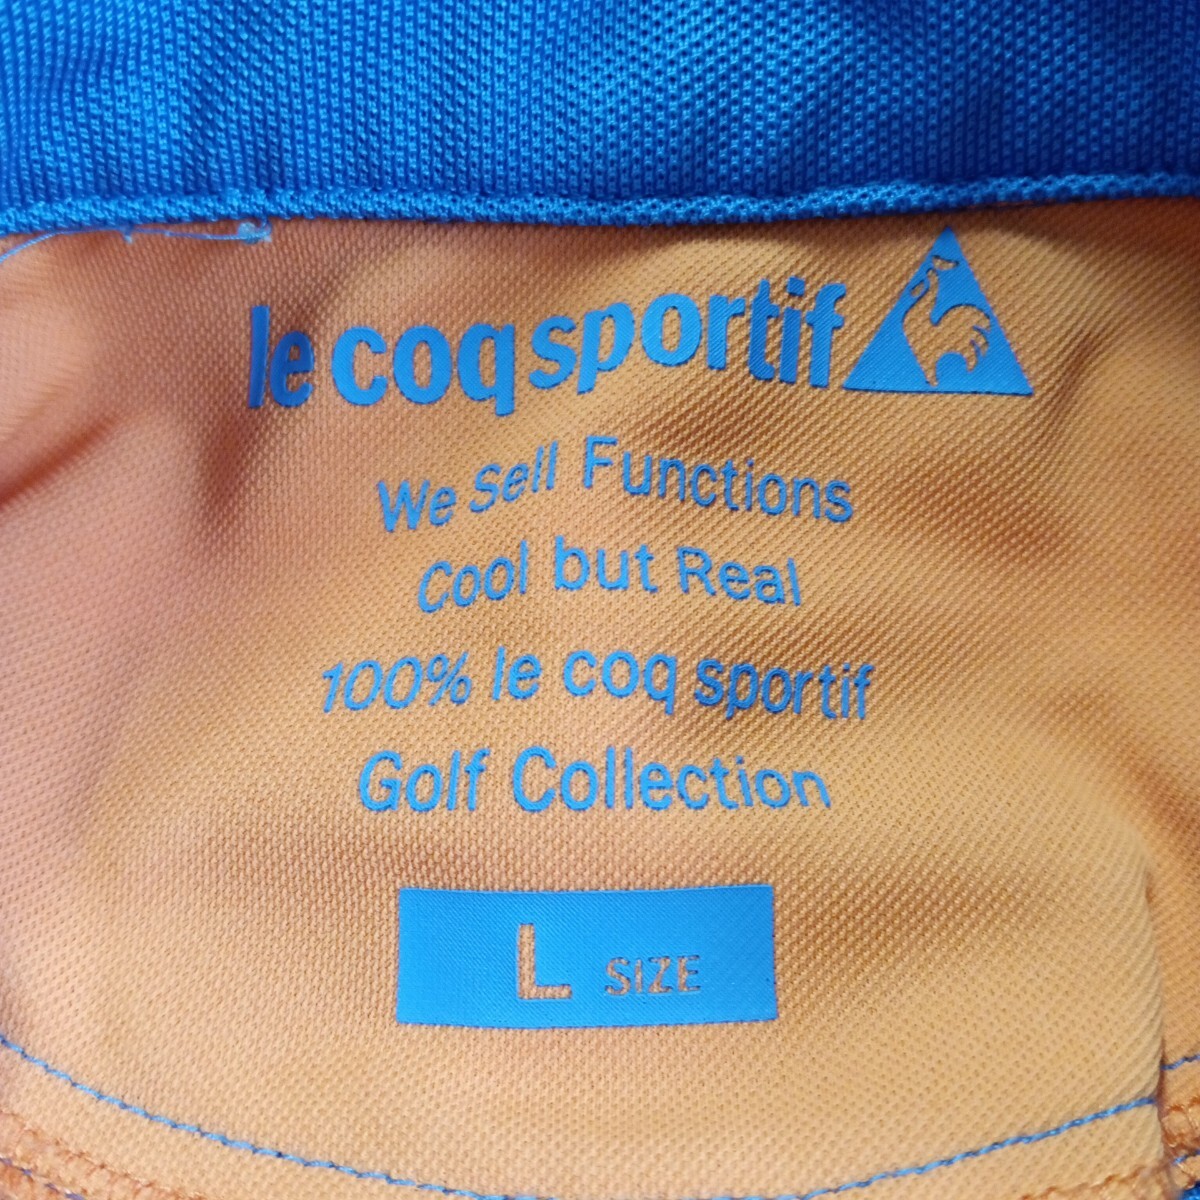 le coq sportif
We Sell Functions
Cool but Real
100% le coq sportif
Golf Collection
L SIZE